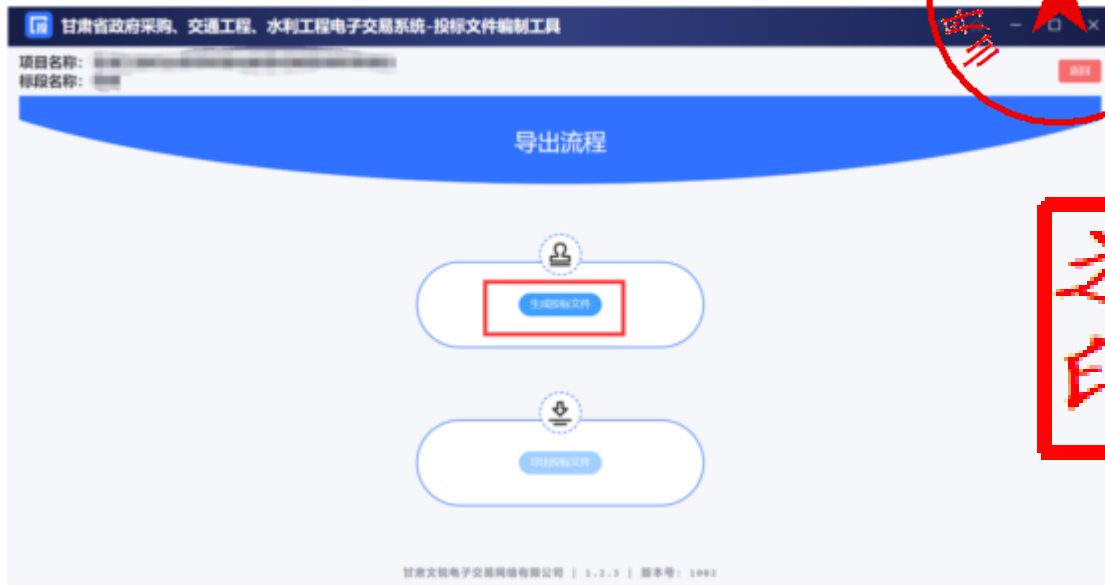 甘肃省政府采购、交通工程、水利工程电子交易系统-投标文件编制工具
项目名称：
标段名称：
返回
导出流程
生成投标文件
导出投标文件
甘肃文锐电子交易网络有限公司 | 1.2.3 | 版本号: 1002
印